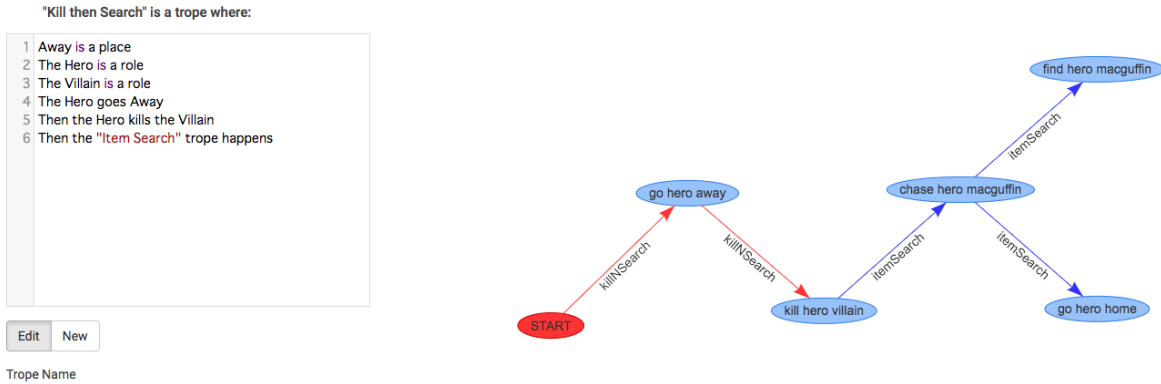 "Kill then Search" is a trope where:
1 Away is a place
2 The Hero is a role
3 The Villain is a role
4 The Hero goes Away
5 Then the Hero kills the Villain
6 Then the "Item Search" trope happens
Edit New
Trope Name
START
killNSearch
go hero away
killNSearch
kill hero villain
itemSearch
chase hero macguffin
itemSearch
find hero macguffin
itemSearch
go hero home